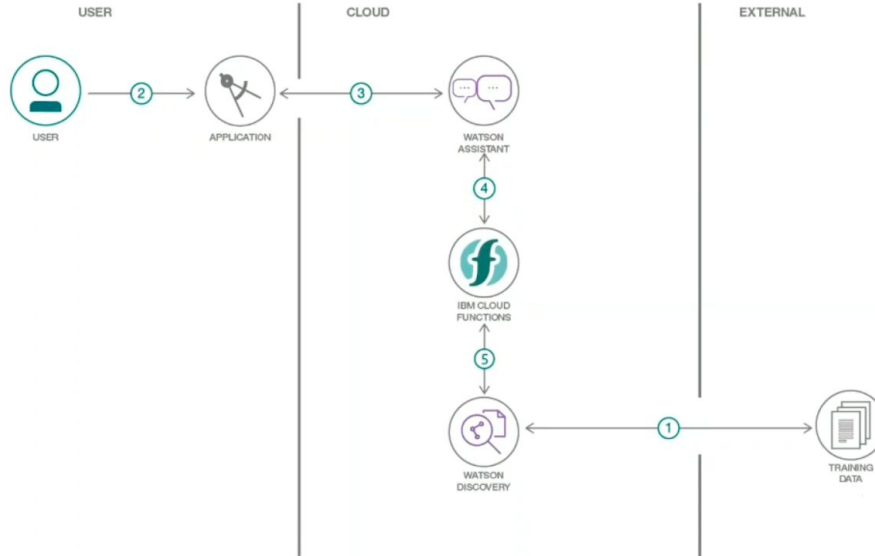 USER
CLOUD
EXTERNAL
2
3
USER
APPLICATION
WATSON
ASSISTANT
4
IBM CLOUD
FUNCTIONS
5
1
WATSON
DISCOVERY
TRAINING
DATA